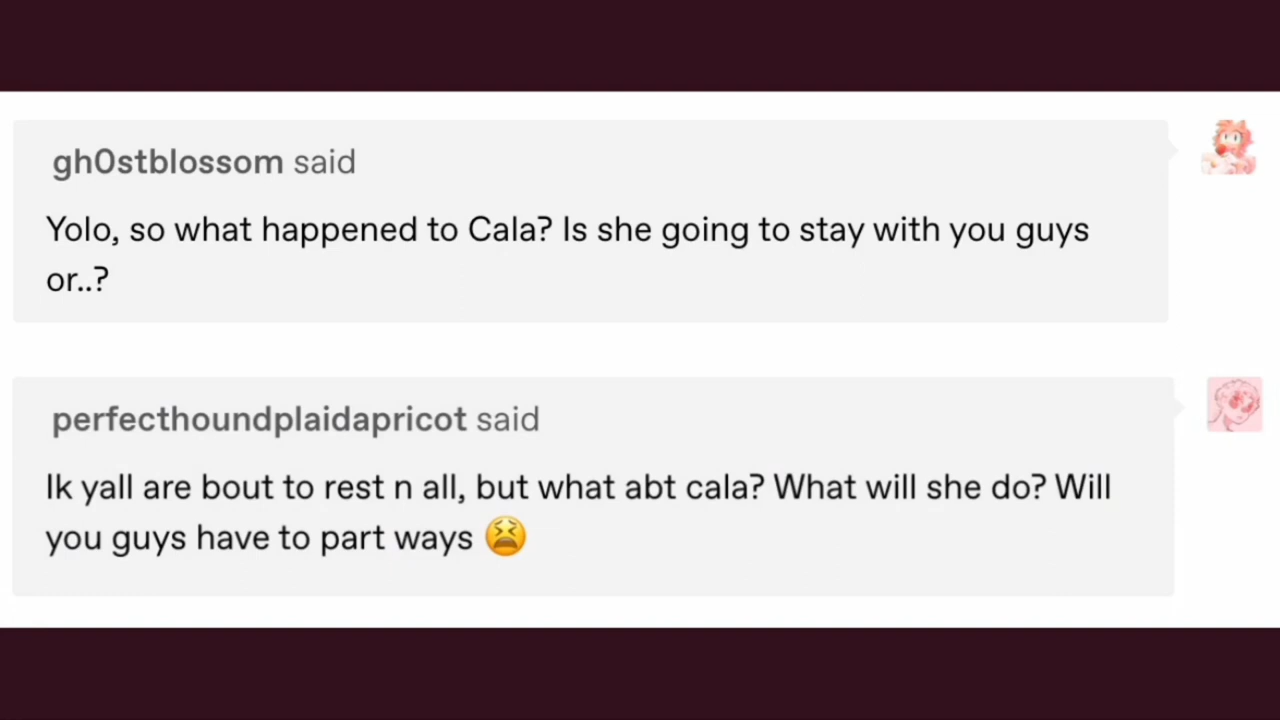 gh0stblossom said
Yolo, so what happened to Cala? Is she going to stay with you guys
or..?
perfecthoundplaidapricot said
Ik yall are bout to rest n all, but what abt cala? What will she do? Will
you guys have to part ways 😫